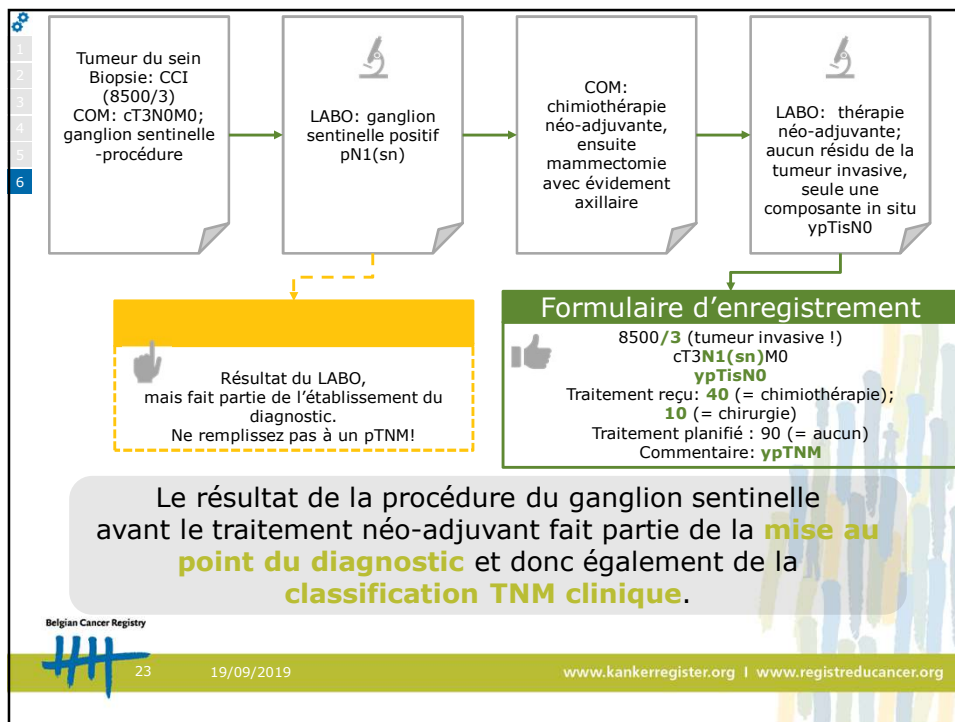 1
2
3
4
5
6
Tumeur du sein
Biopsie: CCI
(8500/3)
COM: cT3N0M0;
ganglion sentinelle
-procédure
LABO: ganglion
sentinelle positif
pN1(sn)
COM:
chimiothérapie
néo-adjuvante,
ensuite
mammectomie
avec évidement
axillaire
LABO: thérapie
néo-adjuvante;
aucun résidu de la
tumeur invasive,
seule une
composante in situ
ypTisN0
Résultat du LABO,
mais fait partie de l'établissement du
diagnostic.
Ne remplissez pas à un pTNM!
Formulaire d'enregistrement
8500/3 (tumeur invasive !)
cT3N1(sn)M0
ypTisN0
Traitement reçu: 40 (= chimiothérapie);
10 (= chirurgie)
Traitement planifié : 90 (= aucun)
Commentaire: ypTNM
Le résultat de la procédure du ganglion sentinelle
avant le traitement néo-adjuvant fait partie de la mise au
point du diagnostic et donc également de la
classification TNM clinique.
Belgian Cancer Registry
23 19/09/2019 www.kankerregister.org I www.registreducancer.org